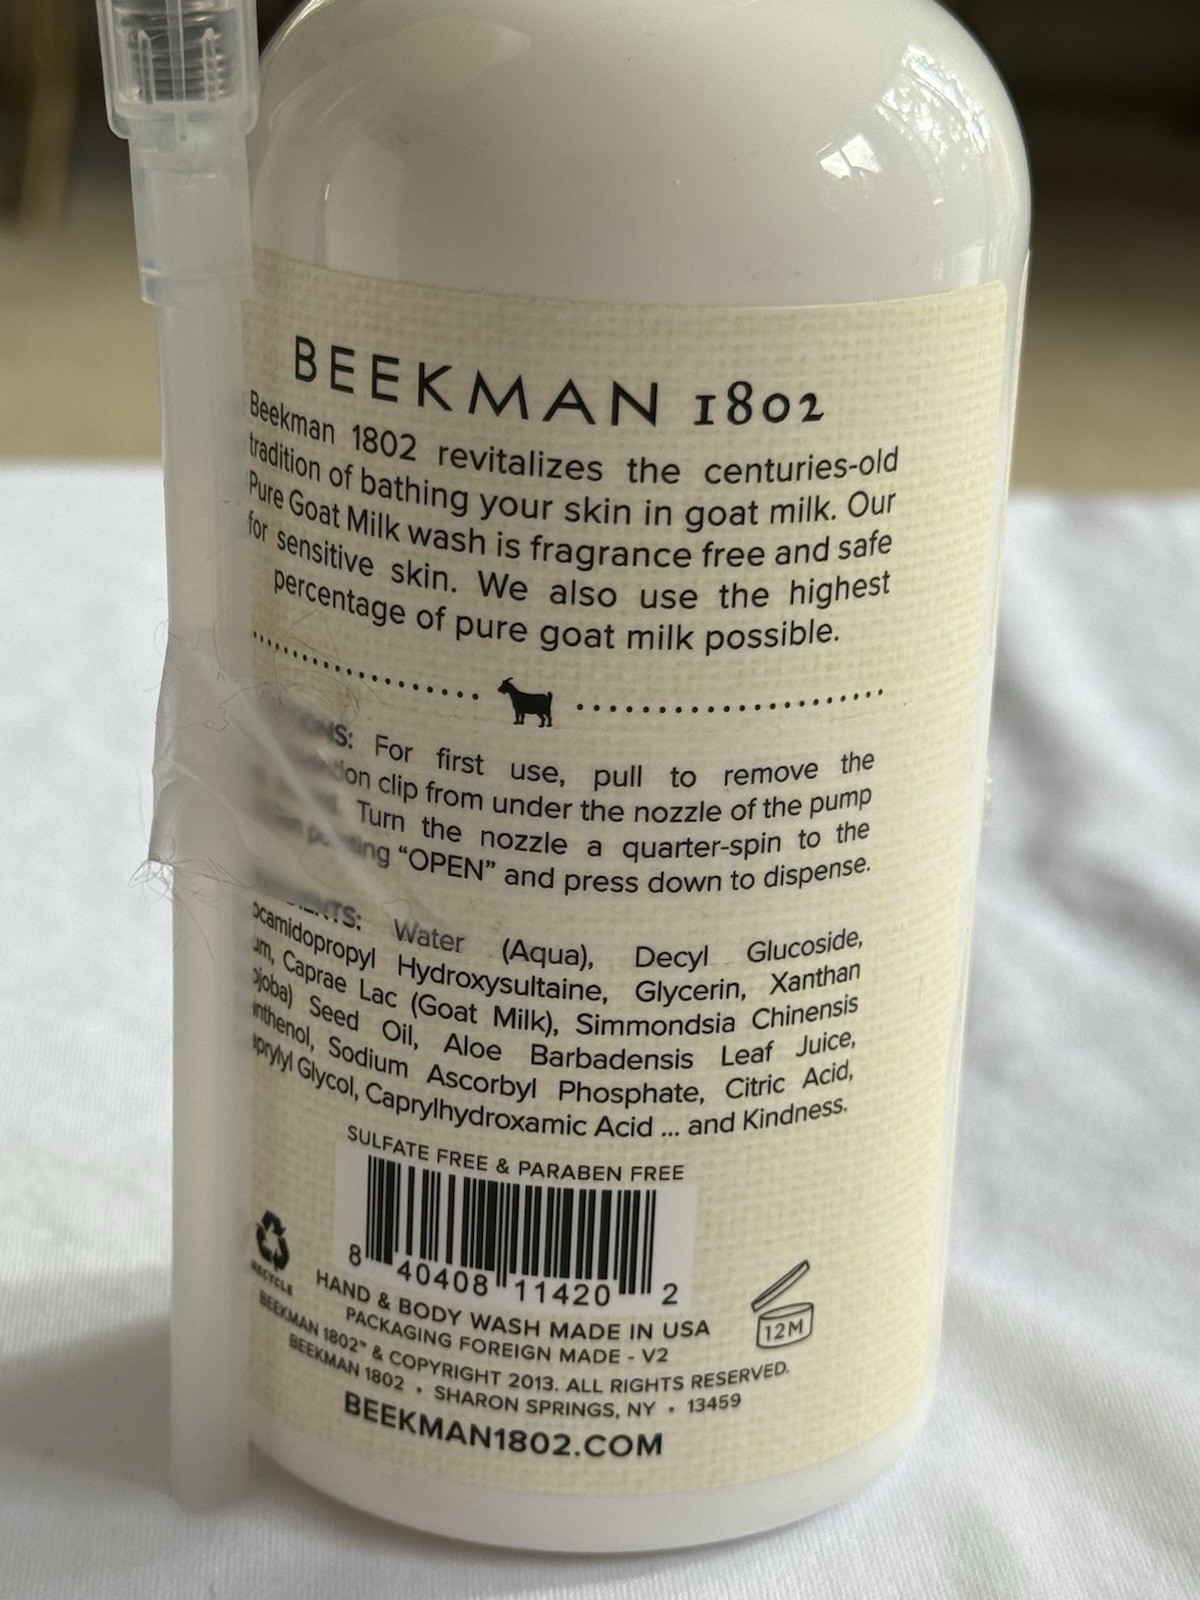 BEEKMAN 1802
Beekman 1802 revitalizes the centuries-old
tradition of bathing your skin in goat milk. Our
Pure Goat Milk wash is fragrance free and safe
for sensitive skin. We also use the highest
percentage of pure goat milk possible.
For first use, pull to remove the
clip from under the nozzle of the pump
Turn the nozzle a quarter-spin to the
“OPEN” and press down to dispense.
Water (Aqua), Decyl Glucoside,
Hydroxysultaine, Glycerin, Xanthan
Caprae Lac (Goat Milk), Simmondsia Chinensis
Seed Oil, Aloe Barbadensis Leaf Juice,
Sodium Ascorbyl Phosphate, Citric Acid,
Glycol, Caprylhydroxamic Acid ... and Kindness.
SULFATE FREE & PARABEN FREE
8 40408 11420 2
RECYCLE
12M
HAND & BODY WASH MADE IN USA
PACKAGING FOREIGN MADE - V2
BEEKMAN 1802™ & COPYRIGHT 2013. ALL RIGHTS RESERVED.
BEEKMAN 1802 • SHARON SPRINGS, NY • 13459
BEEKMAN1802.COM